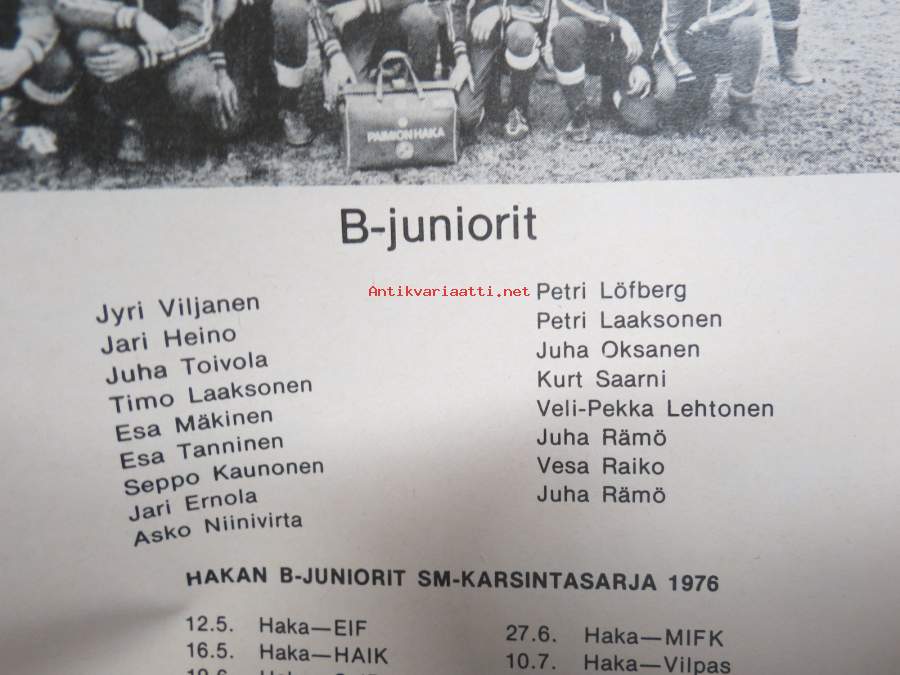 PAIMION HAKA
B-juniorit
Antikvariaatti.net
Jyri Viljanen
Jari Heino
Juha Toivola
Timo Laaksonen
Esa Mäkinen
Esa Tanninen
Seppo Kaunonen
Jari Ernola
Asko Niinivirta
Petri Löfberg
Petri Laaksonen
Juha Oksanen
Kurt Saarni
Veli-Pekka Lehtonen
Juha Rämö
Vesa Raiko
Juha Rämö
HAKAN B-JUNIORIT SM-KARSINTASARJA 1976
12.5. Haka—EIF
16.5. Haka—HAIK
27.6. Haka—MIFK
10.7. Haka—Vilpas